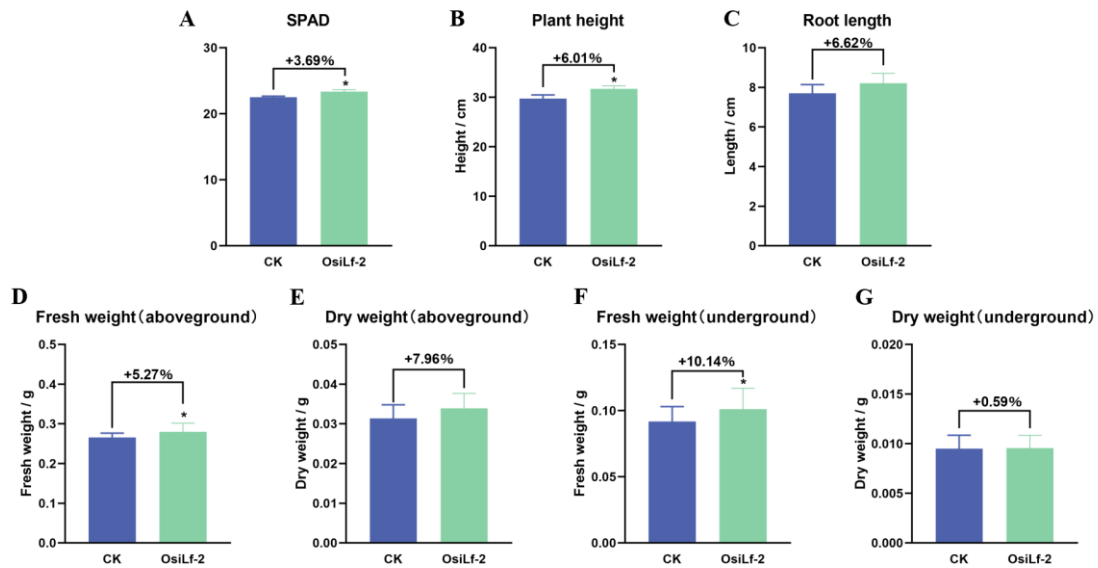 A
SPAD
+3.69%
*
30
20
10
0
CK
OsiLf-2
B
Plant height
+6.01%
*
Height / cm
40
30
20
10
0
CK
OsiLf-2
C
Root length
+6.62%
Length / cm
10
8
6
4
2
0
CK
OsiLf-2
D
Fresh weight（aboveground）
+5.27%
*
Fresh weight / g
0.5
0.4
0.3
0.2
0.1
0.0
CK
OsiLf-2
E
Dry weight（aboveground）
+7.96%
Dry weight / g
0.05
0.04
0.03
0.02
0.01
0.00
CK
OsiLf-2
F
Fresh weight（underground）
+10.14%
*
Fresh weight / g
0.15
0.10
0.05
0.00
CK
OsiLf-2
G
Dry weight（underground）
+0.59%
Dry weight / g
0.020
0.015
0.010
0.005
0.000
CK
OsiLf-2